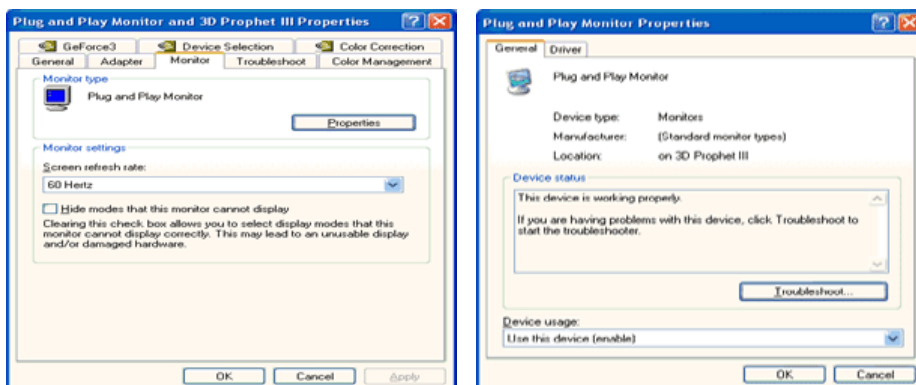 Plug and Play Monitor and 3D Prophet III Properties
GeForce3
Device Selection
Color Correction
General
Adapter
Monitor
Troubleshoot
Color Management
Monitor type
Plug and Play Monitor
Properties
Monitor settings
Screen refresh rate:
60 Hertz
Hide modes that this monitor cannot display
Clearing this check box allows you to select display modes that this
monitor cannot display correctly. This may lead to an unusable display
and/or damaged hardware.
OK
Cancel
Apply
Plug and Play Monitor Properties
General
Driver
Plug and Play Monitor
Device type: Monitors
Manufacturer: (Standard monitor types)
Location: on 3D Prophet III
Device status
This device is working properly.
If you are having problems with this device, click Troubleshoot to
start the troubleshooter.
Troubleshoot...
Device usage:
Use this device (enable)
OK
Cancel